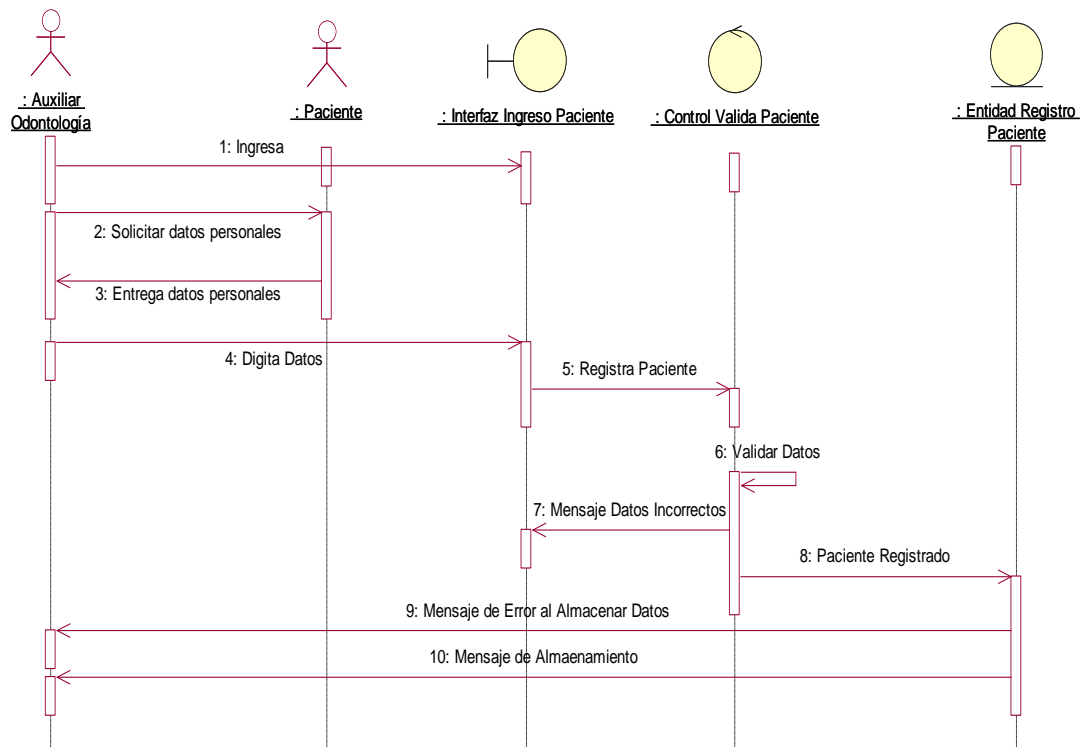 : Auxiliar
Odontología
: Paciente
: Interfaz Ingreso Paciente
: Control Valida Paciente
: Entidad Registro
Paciente
1: Ingresa
2: Solicitar datos personales
3: Entrega datos personales
4: Digita Datos
5: Registra Paciente
6: Validar Datos
7: Mensaje Datos Incorrectos
8: Paciente Registrado
9: Mensaje de Error al Almacenar Datos
10: Mensaje de Almaenamiento